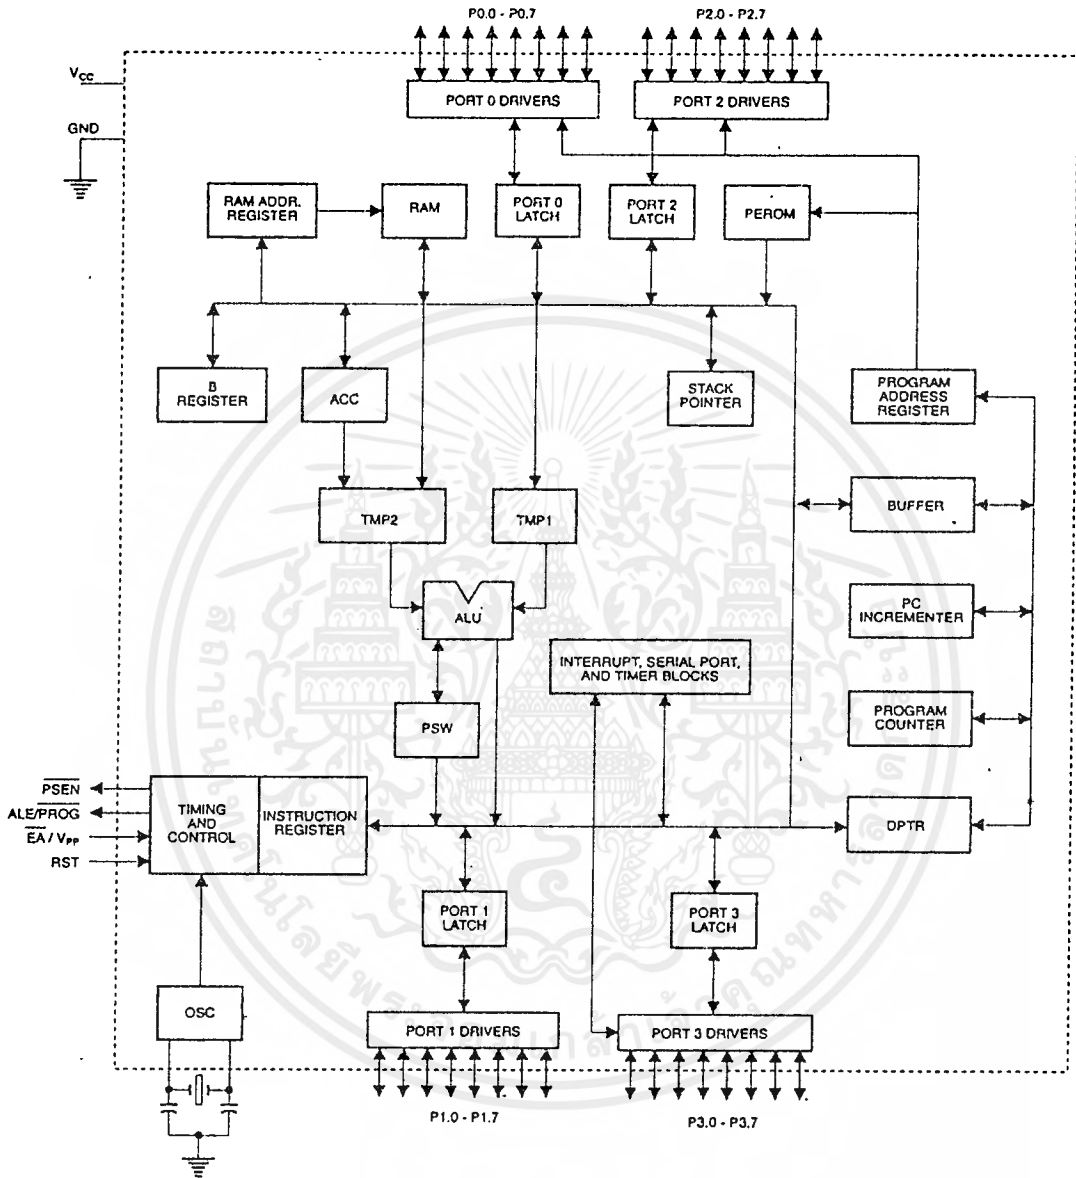 P0.0 - P0.7
P2.0 - P2.7
VCC
GND
PORT 0 DRIVERS
PORT 2 DRIVERS
RAM ADDR.
REGISTER
RAM
PORT 0
LATCH
PORT 2
LATCH
PEROM
B
REGISTER
ACC
STACK
POINTER
PROGRAM
ADDRESS
REGISTER
TMP2
TMP1
BUFFER
ALU
PC
INCREMENTER
INTERRUPT, SERIAL PORT,
AND TIMER BLOCKS
PSW
PROGRAM
COUNTER
PSEN
ALE/PROG
EA / VPP
RST
TIMING
AND
CONTROL
INSTRUCTION
REGISTER
DPTR
PORT 1
LATCH
PORT 3
LATCH
OSC
PORT 1 DRIVERS
PORT 3 DRIVERS
P1.0 - P1.7
P3.0 - P3.7